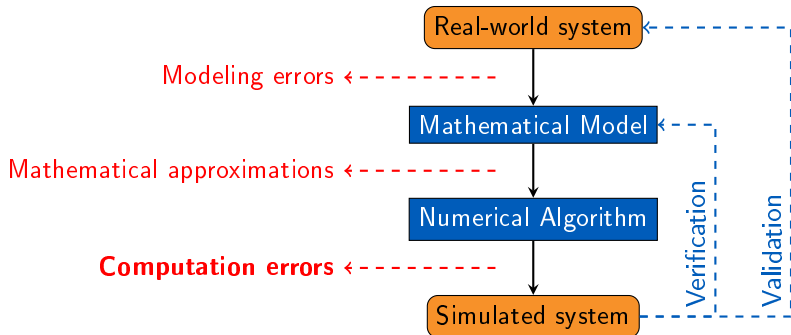 Real-world system
Modeling errors
Mathematical Model
Mathematical approximations
Numerical Algorithm
Computation errors
Simulated system
Verification
Validation